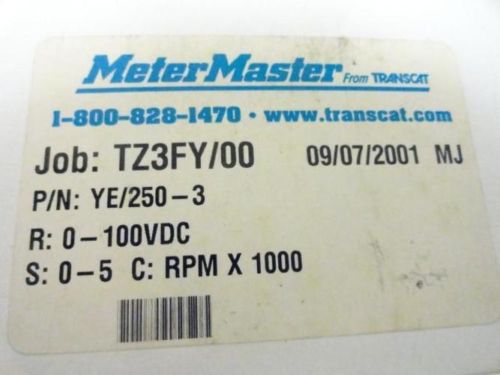 MeterMaster From TRANSCAT
1-800-828-1470 • www.transcat.com
Job: TZ3FY/00 09/07/2001 MJ
P/N: YE/250-3
R: 0-100VDC
S: 0-5 C: RPM X 1000